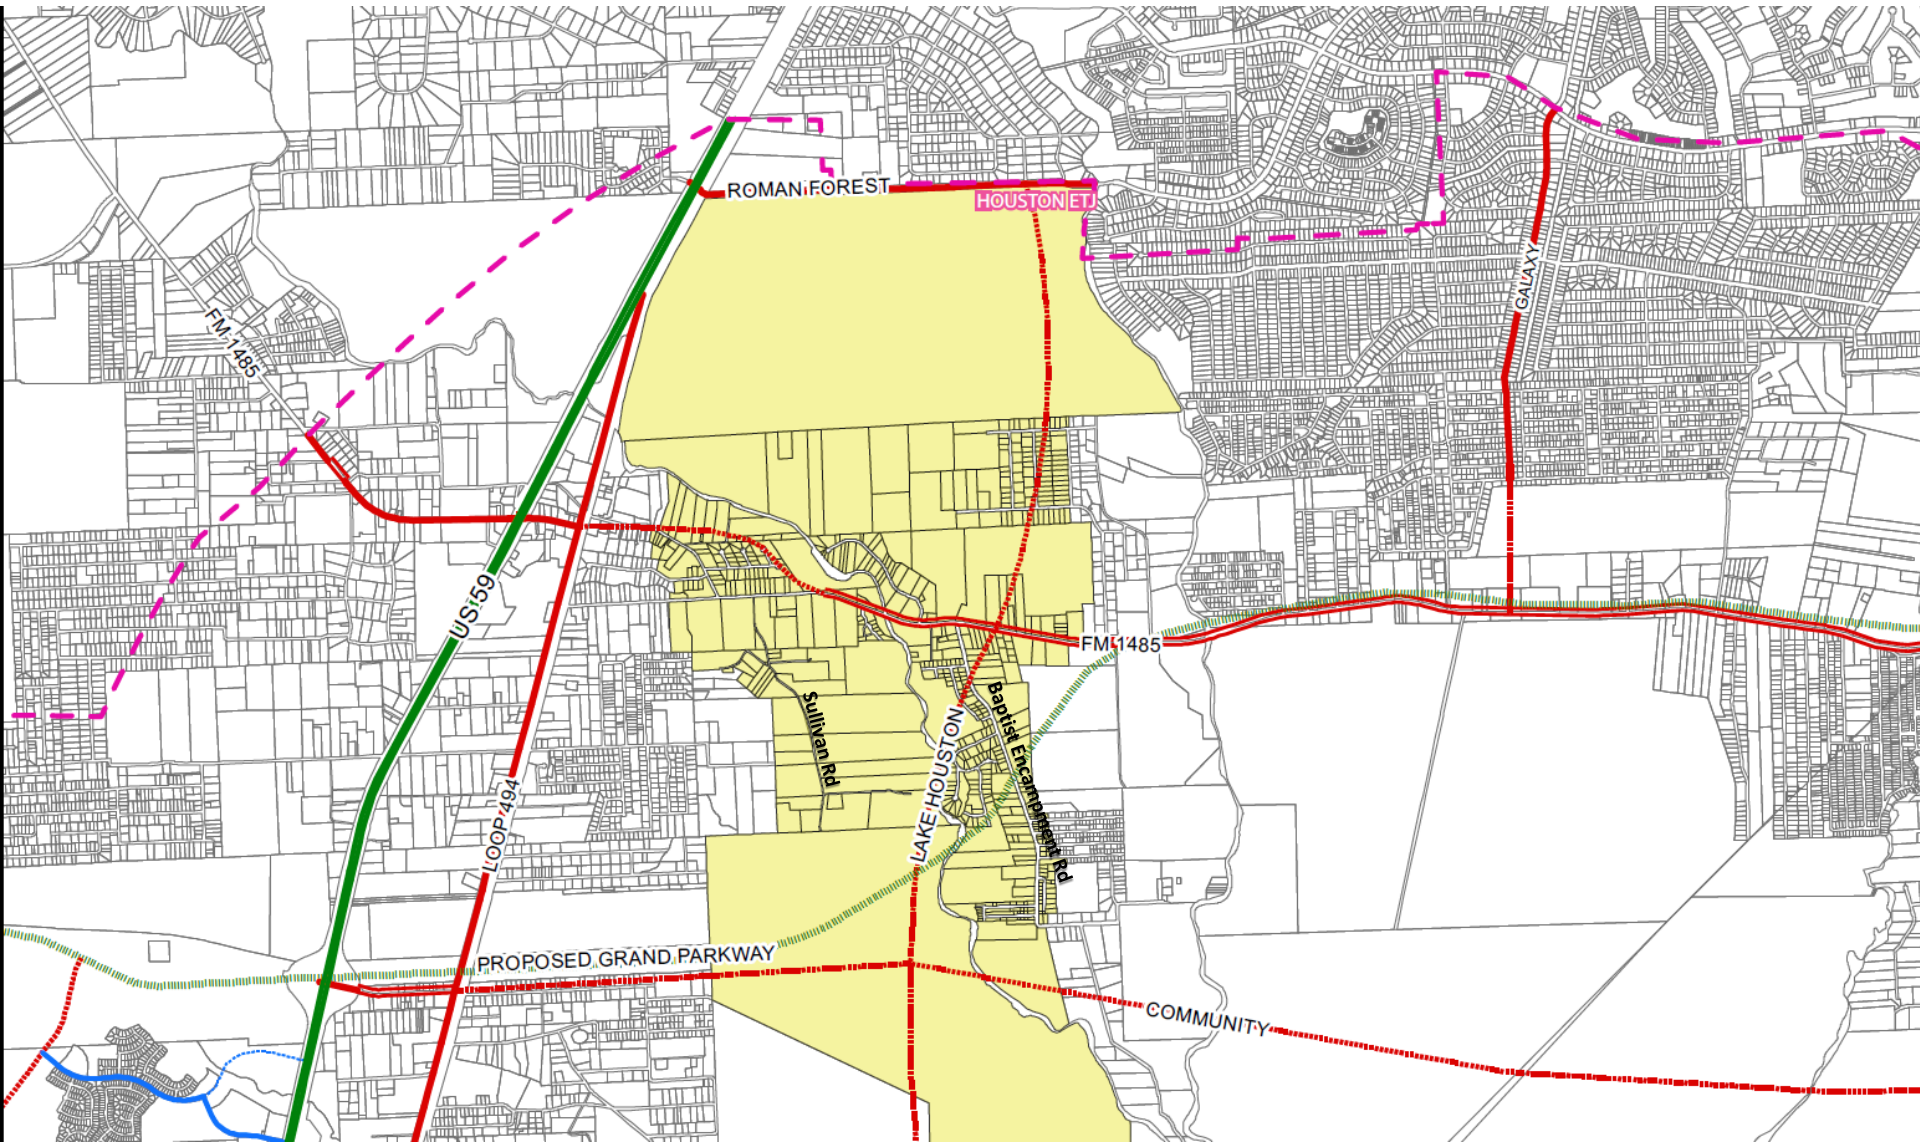 ROMAN FOREST
HOUSTON ETJ
GALAXY
FM 1485
US 59
FM 1485
Sullivan Rd
Baptist Encampment Rd
LAKE HOUSTON
LOOP 494
PROPOSED GRAND PARKWAY
COMMUNITY